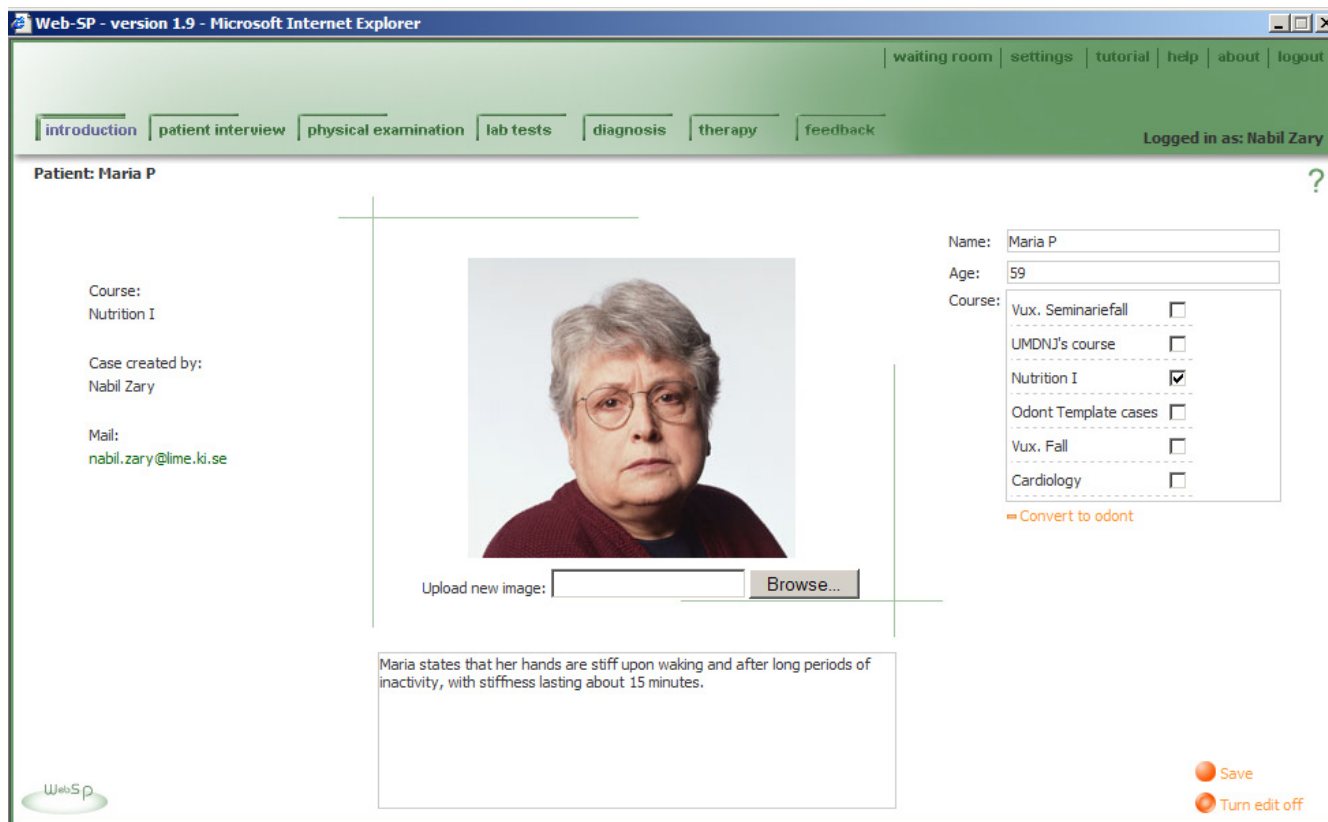 Web-SP - version 1.9 - Microsoft Internet Explorer
waiting room settings tutorial help about logout
introduction patient interview physical examination lab tests diagnosis therapy feedback
Logged in as: Nabil Zary
Patient: Maria P
?
Course:
Nutrition I
Case created by:
Nabil Zary
Mail:
nabil.zary@lime.ki.se
Upload new image: Browse...
Maria states that her hands are stiff upon waking and after long periods of
inactivity, with stiffness lasting about 15 minutes.
Name: Maria P
Age: 59
Course:
Vux. Seminariefall
UMDNJ's course
Nutrition I
Odont Template cases
Vux. Fall
Cardiology
Convert to odont
WebSp
Save
Turn edit off